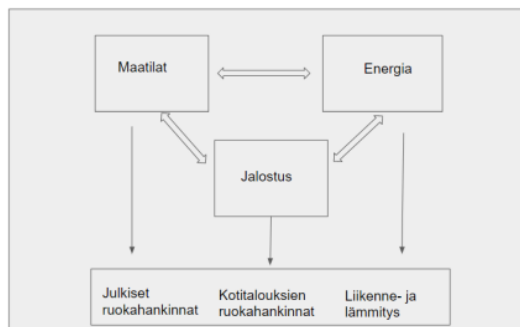 Maatilat
Energia
Jalostus
Julkiset
ruokahankinnat
Kotitalouksien
ruokahankinnat
Liikenne- ja
lämmitys